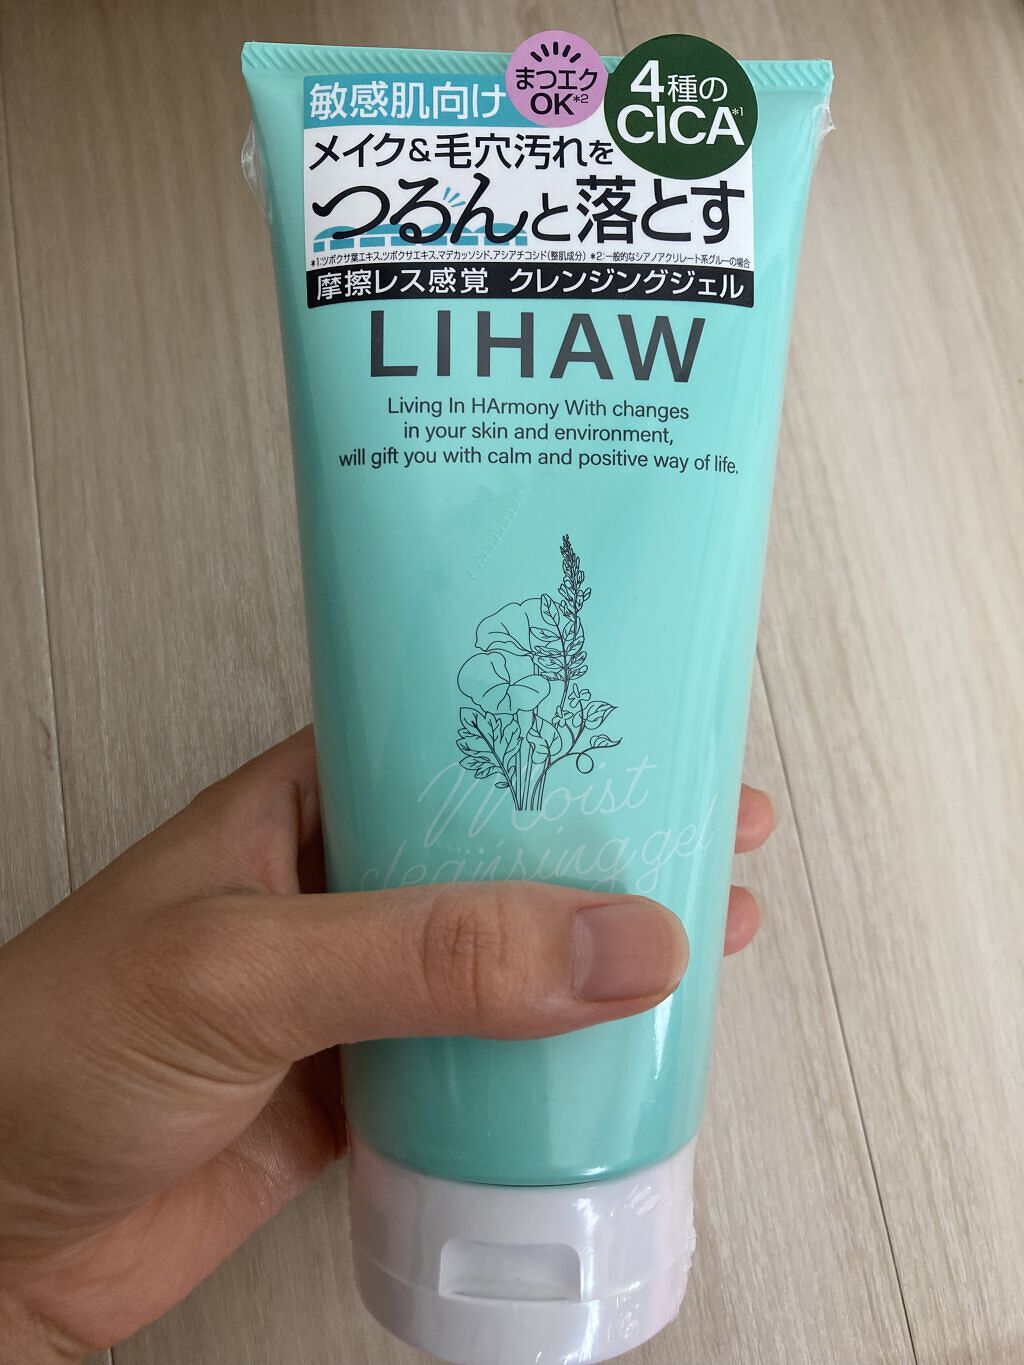 敏感肌向け
まつエク
OK*2
4種の
CICA*1
メイク&毛穴汚れを
つるんと落とす
*1:ツボクサ葉エキス、ツボクサエキス、マデカッソシド、アシアチコシド(整肌成分) *2:一般的なシアノアクリレート系グルーの場合
摩擦レス感覚 クレンジングジェル
LIHAW
Living In HArmony With changes
in your skin and environment,
will gift you with calm and positive way of life.
Moist
cleansing gel